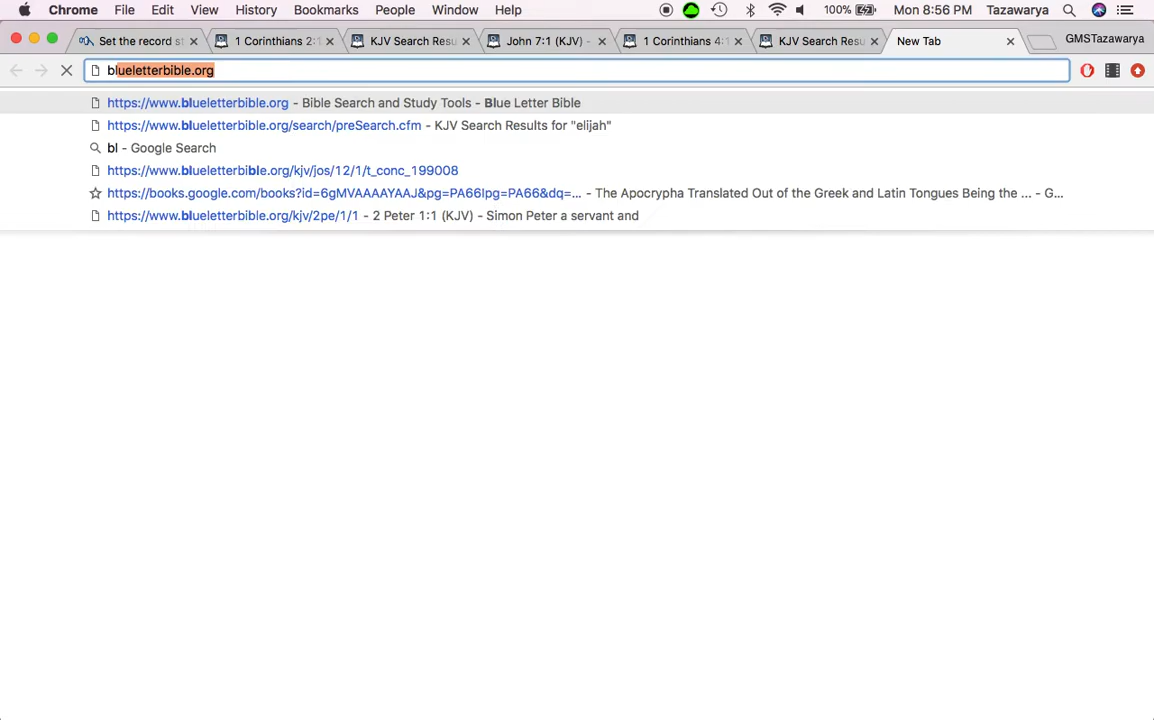 Chrome File Edit View History Bookmarks People Window Help 100% Mon 8:56 PM Tazawarya
Set the record st 1 Corinthians 2:1 KJV Search Resu John 7:1 (KJV) - 1 Corinthians 4:1 KJV Search Resu New Tab GMSTazawarya
blueletterbible.org
https://www.blueletterbible.org - Bible Search and Study Tools - Blue Letter Bible
https://www.blueletterbible.org/search/preSearch.cfm - KJV Search Results for "elijah"
bl - Google Search
https://www.blueletterbible.org/kjv/jos/12/1/t_conc_199008
https://books.google.com/books?id=6gMVAAAAYAAJ&pg=PA66lpg=PA66&dq=... - The Apocrypha Translated Out of the Greek and Latin Tongues Being the ... - G...
https://www.blueletterbible.org/kjv/2pe/1/1 - 2 Peter 1:1 (KJV) - Simon Peter a servant and